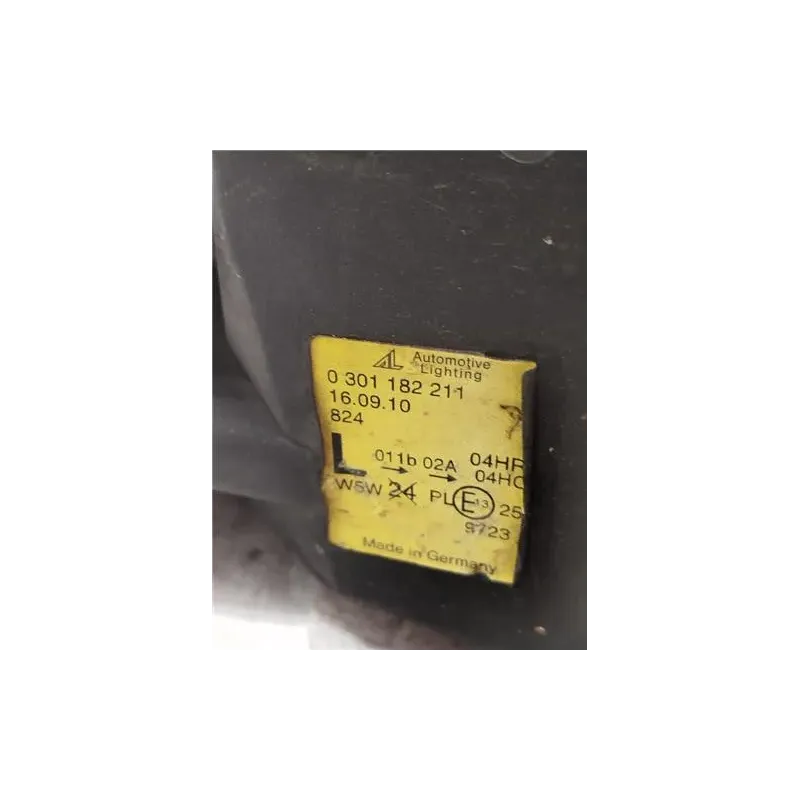 AL Automotive
Lighting
0 301 182 211
16.09.10
824
L 011b 02A 04HR
→ → 04HC
W5W 24 PL E13 25
9723
Made in Germany